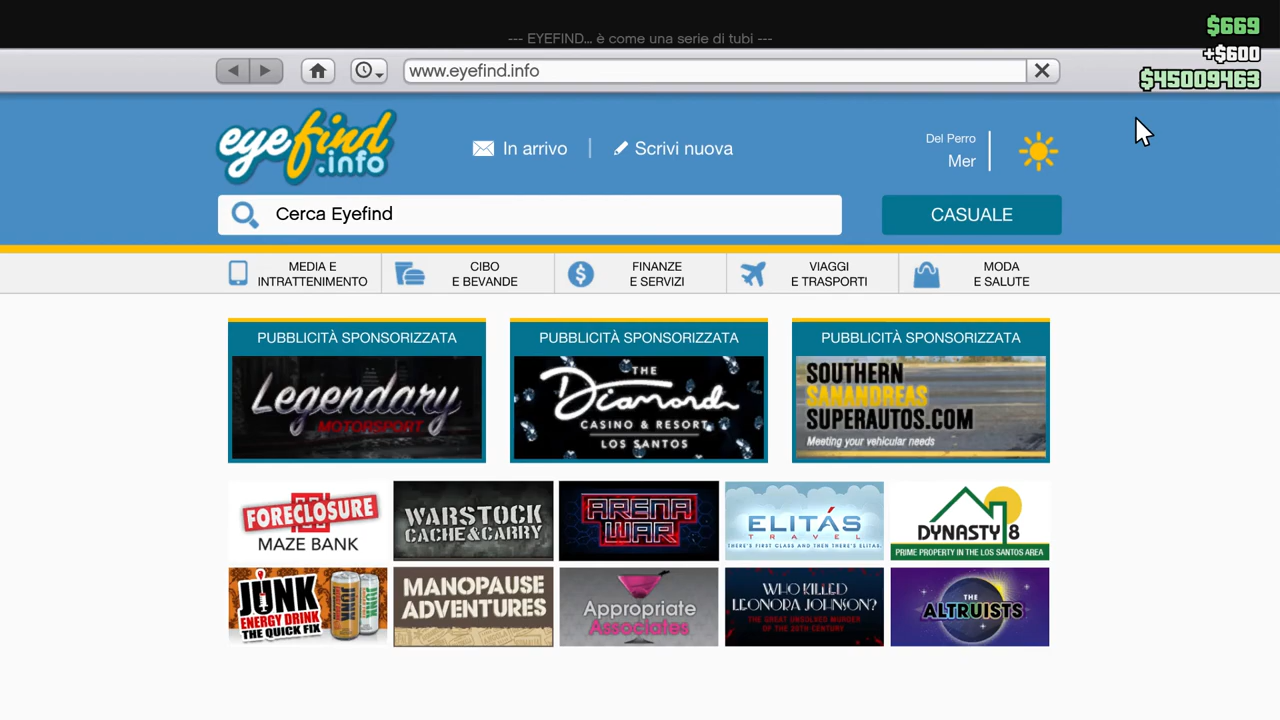 --- EYEFIND... è come una serie di tubi ---
$669
+$600
$45009463
www.eyefind.info
eyefind
.info
In arrivo
Scrivi nuova
Del Perro
Mer
Cerca Eyefind
CASUALE
MEDIA E
INTRATTENIMENTO
CIBO
E BEVANDE
FINANZE
E SERVIZI
VIAGGI
E TRASPORTI
MODA
E SALUTE
PUBBLICITÀ SPONSORIZZATA
Legendary
MOTORSPORT
PUBBLICITÀ SPONSORIZZATA
THE
Diamond
CASINO & RESORT
LOS SANTOS
PUBBLICITÀ SPONSORIZZATA
SOUTHERN
SANANDREAS
SUPERAUTOS.COM
Meeting your vehicular needs
FORECLOSURE
MAZE BANK
WARSTOCK
CACHE & CARRY
ARENA
WAR
ELITÁS
TRAVEL
THERE'S FIRST CLASS AND THEN THERE'S ELITAS.
DYNASTY 8
PRIME PROPERTY IN THE LOS SANTOS AREA
JUNK
ENERGY DRINK
THE QUICK FIX
JUNK
JUNK
MANOPAUSE
ADVENTURES
Appropriate
Associates
WHO KILLED
LEONORA JOHNSON?
THE GREAT UNSOLVED MURDER
OF THE 20TH CENTURY
THE
ALTRUISTS